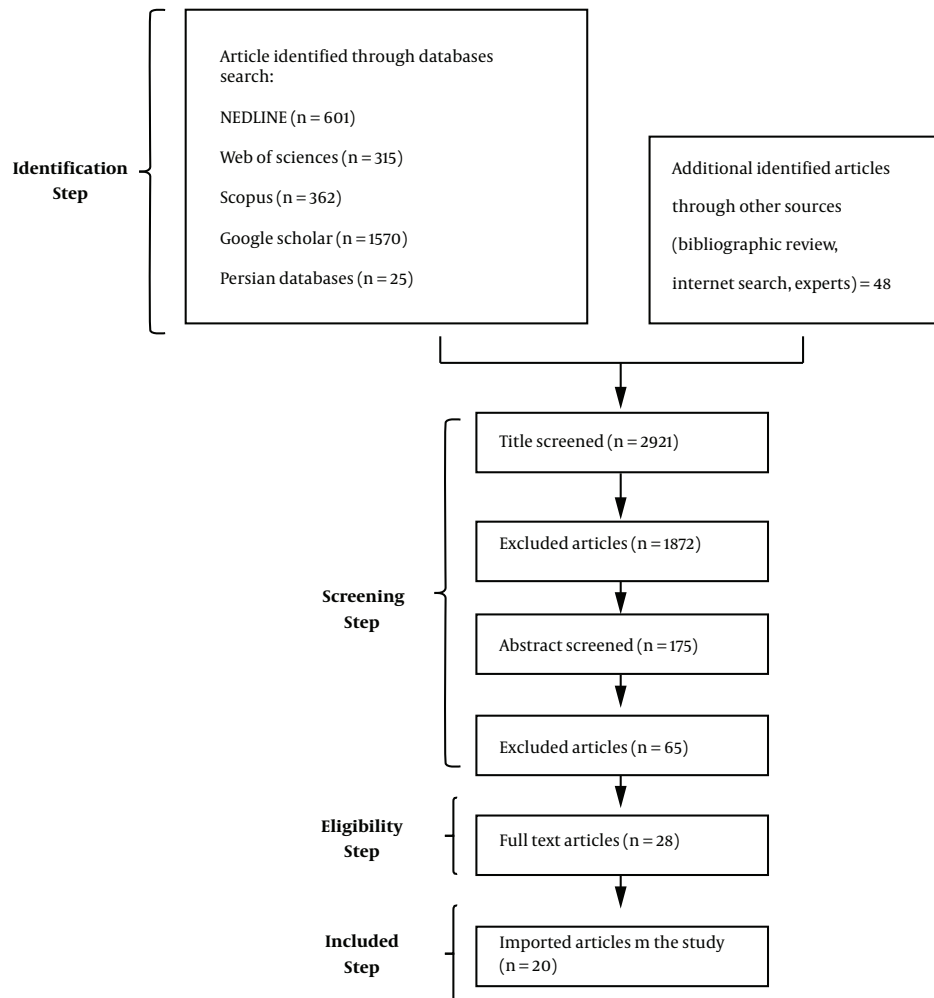 Identification
Step
Article identified through databases
search:
NEDLINE (n = 601)
Web of sciences (n = 315)
Scopus (n = 362)
Google scholar (n = 1570)
Persian databases (n = 25)
Additional identified articles
through other sources
(bibliographic review,
internet search, experts) = 48
Screening
Step
Title screened (n = 2921)
Excluded articles (n = 1872)
Abstract screened (n = 175)
Excluded articles (n = 65)
Eligibility
Step
Full text articles (n = 28)
Included
Step
Imported articles m the study
(n = 20)